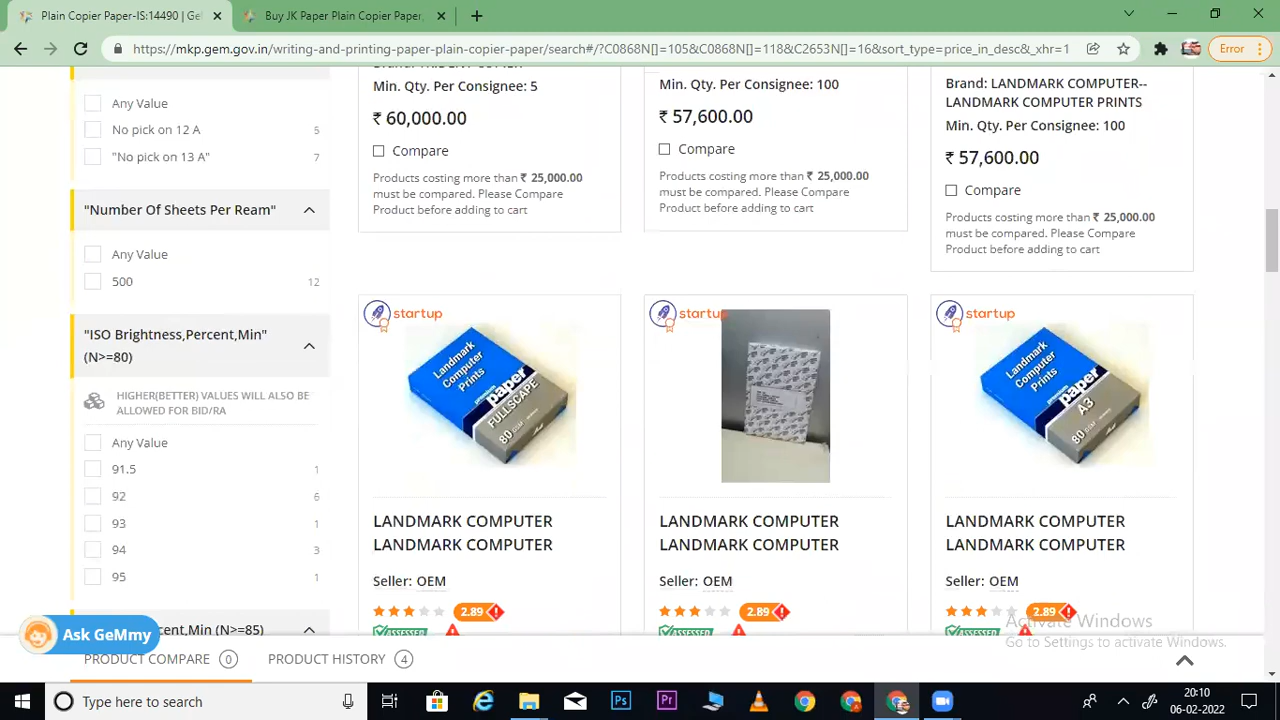 Plain Copier Paper-IS:14490 | Ge
Buy JK Paper Plain Copier Paper,
https://mkp.gem.gov.in/writing-and-printing-paper-plain-copier-paper/search#/?C0868N[]=105&C0868N[]=118&C2653N[]=16&sort_type=price_in_desc&_xhr=1
Error
Any Value
No pick on 12 A 5
"No pick on 13 A" 7
"Number Of Sheets Per Ream"
Any Value
500 12
"ISO Brightness,Percent,Min"
(N>=80)
HIGHER(BETTER) VALUES WILL ALSO BE
ALLOWED FOR BID/RA
Any Value
91.5 1
92 6
93 1
94 3
95 1
cent,Min (N>=85)
Ask GeMmy
Min. Qty. Per Consignee: 5
₹ 60,000.00
Compare
Products costing more than ₹ 25,000.00
must be compared. Please Compare
Product before adding to cart
Min. Qty. Per Consignee: 100
₹ 57,600.00
Compare
Products costing more than ₹ 25,000.00
must be compared. Please Compare
Product before adding to cart
Brand: LANDMARK COMPUTER--
LANDMARK COMPUTER PRINTS
Min. Qty. Per Consignee: 100
₹ 57,600.00
Compare
Products costing more than ₹ 25,000.00
must be compared. Please Compare
Product before adding to cart
startup
Landmark
Computer
Prints
paper
FULLSCAPE
80 GSM
LANDMARK COMPUTER
LANDMARK COMPUTER
Seller: OEM
2.89
ASSESSED
startup
LANDMARK COMPUTER
LANDMARK COMPUTER
Seller: OEM
2.89
ASSESSED
startup
Landmark
Computer
Prints
paper
A3
80 GSM
LANDMARK COMPUTER
LANDMARK COMPUTER
Seller: OEM
2.89
ASSESSED
Activate Windows
Go to Settings to activate Windows.
PRODUCT COMPARE 0
PRODUCT HISTORY 4
Type here to search
20:10
06-02-2022